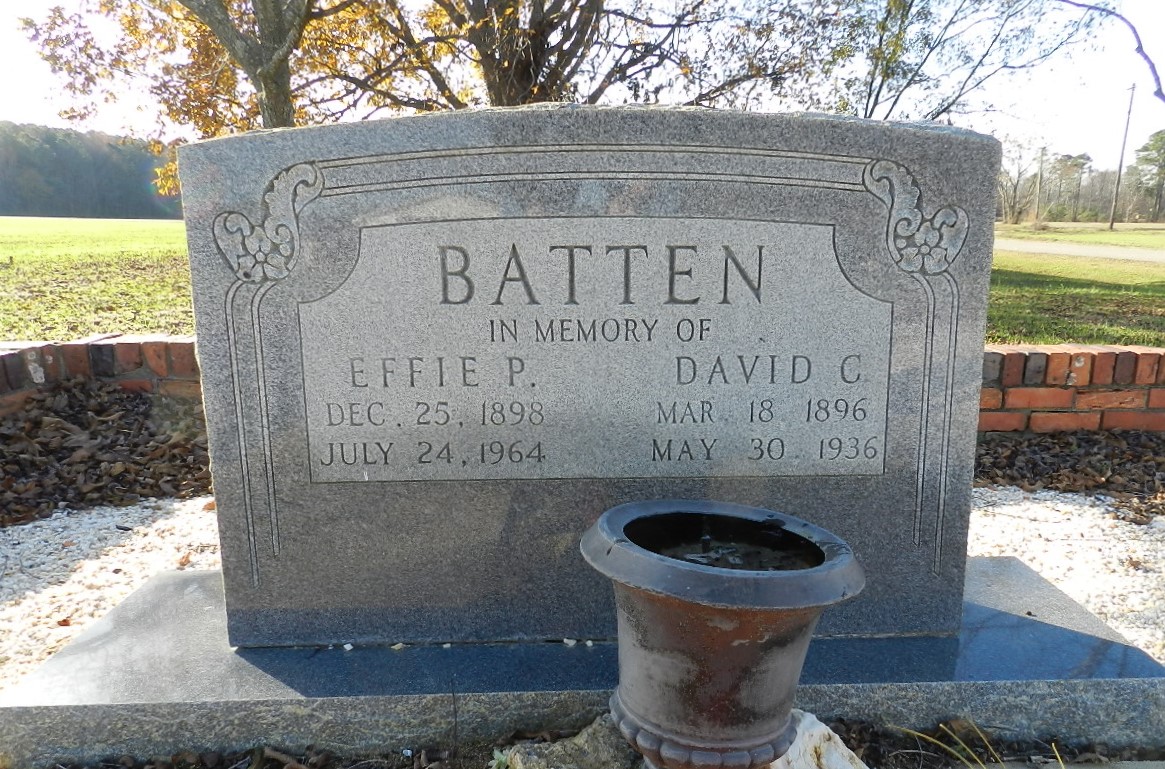 BATTEN
IN MEMORY OF
EFFIE P. DAVID C
DEC. 25, 1898 MAR. 18 1896
JULY 24, 1964 MAY 30. 1936